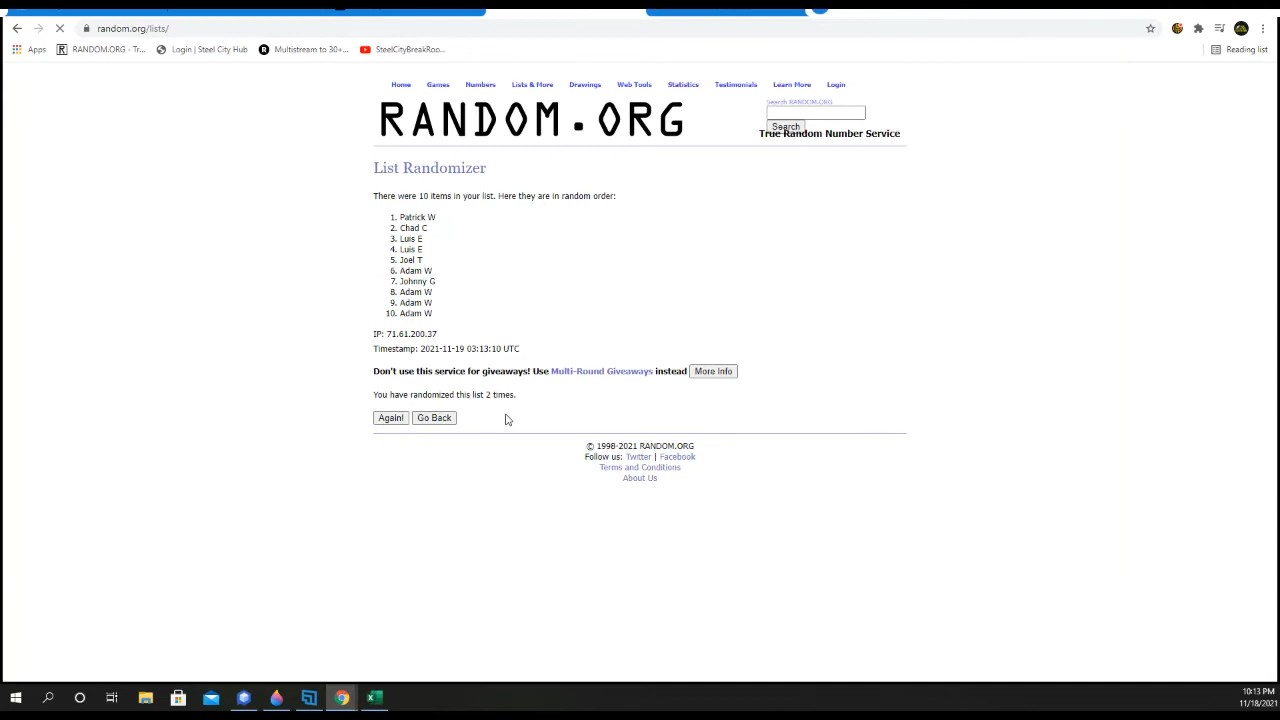 random.org/lists/
Apps RANDOM.ORG - Tr... Login | Steel City Hub Multistream to 30+... SteelCityBreakRoo... Reading list
Home Games Numbers Lists & More Drawings Web Tools Statistics Testimonials Learn More Login
RANDOM.ORG
Search RANDOM.ORG
Search
True Random Number Service
List Randomizer
There were 10 items in your list. Here they are in random order:
1. Patrick W
2. Chad C
3. Luis E
4. Luis E
5. Joel T
6. Adam W
7. Johnny G
8. Adam W
9. Adam W
10. Adam W
IP: 71.61.200.37
Timestamp: 2021-11-19 03:13:10 UTC
Don't use this service for giveaways! Use Multi-Round Giveaways instead More Info
You have randomized this list 2 times.
Again! Go Back
© 1998-2021 RANDOM.ORG
Follow us: Twitter | Facebook
Terms and Conditions
About Us
10:13 PM
11/18/2021